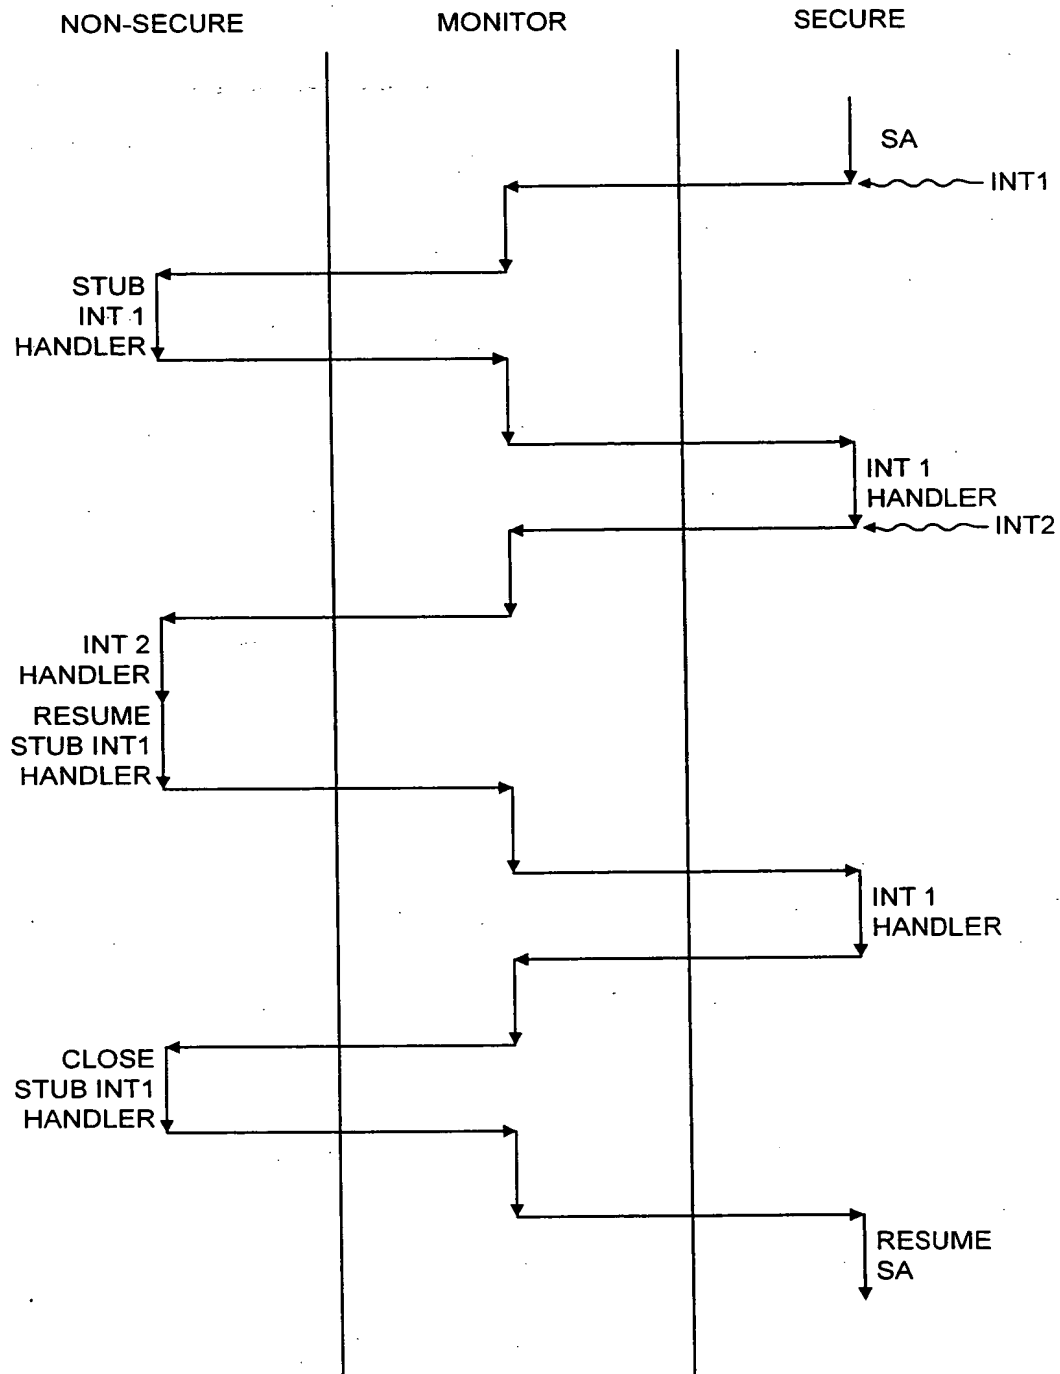 NON-SECURE
MONITOR
SECURE
SA
INT1
STUB
INT 1
HANDLER
INT 1
HANDLER
INT2
INT 2
HANDLER
RESUME
STUB INT1
HANDLER
INT 1
HANDLER
CLOSE
STUB INT1
HANDLER
RESUME
SA